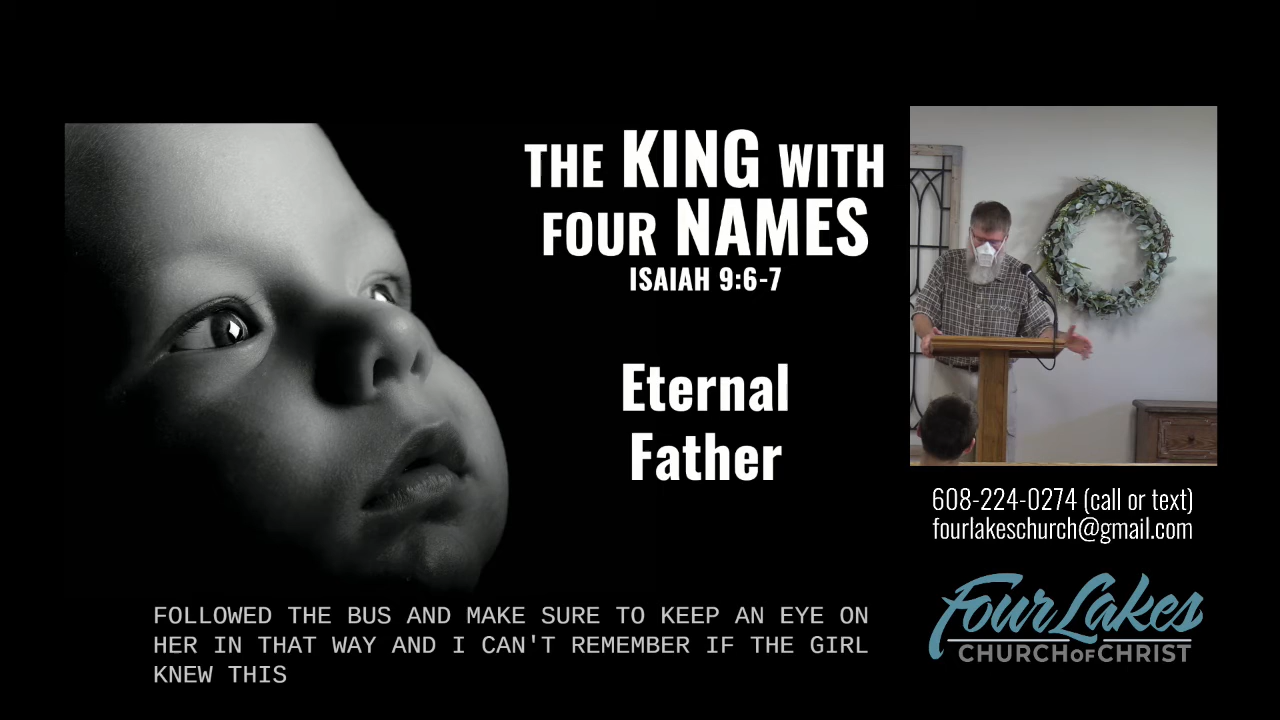 THE KING WITH
FOUR NAMES
ISAIAH 9:6-7
Eternal
Father
608-224-0274 (call or text)
fourlakeschurch@gmail.com
Four Lakes
CHURCH OF CHRIST
FOLLOWED THE BUS AND MAKE SURE TO KEEP AN EYE ON
HER IN THAT WAY AND I CAN'T REMEMBER IF THE GIRL
KNEW THIS